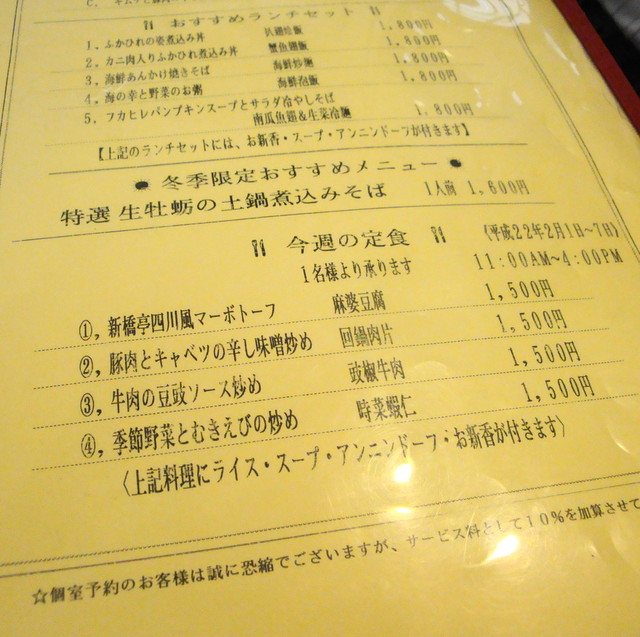 おすすめランチセット
1，ふかひれの姿煮込み丼 1,800円
2，カニ肉入りふかひれ煮込み丼 蟹魚翅飯 1,800円
3，海鮮あんかけ焼きそば 海鮮炒麺 1,800円
4，海の幸と野菜のお粥 海鮮泡飯 1,800円
5，フカヒレパンプキンスープとサラダ冷やしそば
南瓜魚翅&生菜冷麺 1,800円
【上記のランチセットには、お新香・スープ・アンニンドーフが付きます】
● 冬季限定おすすめメニュー ●
特選 生牡蛎の土鍋煮込みそば 1人前 1,600円
今週の定食 《平成22年2月1日～7日》
1名様より承ります 11:00AM～4:00PM
①，新橋亭四川風マーボトーフ 麻婆豆腐 1,500円
②，豚肉とキャベツの辛し味噌炒め 回鍋肉片 1,500円
③，牛肉の豆豉ソース炒め 豉椒牛肉 1,500円
④，季節野菜とむきえびの炒め 時菜蝦仁 1,500円
〈上記料理にライス・スープ・アンニンドーフ・お新香が付きます〉
☆個室予約のお客様は誠に恐縮でございますが、サービス料として10%を加算させて